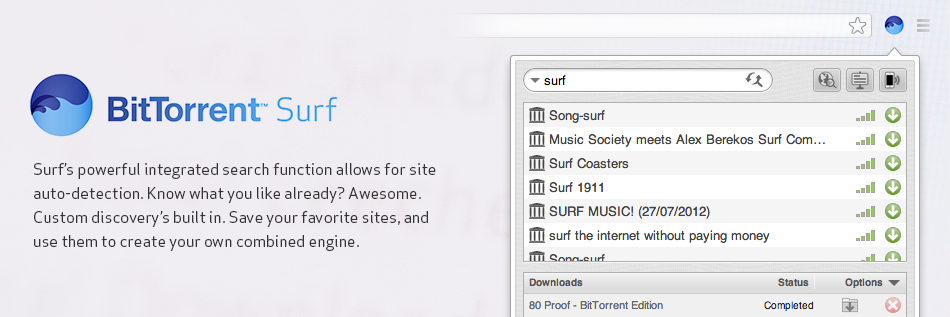 BitTorrent™ Surf
Surf's powerful integrated search function allows for site
auto-detection. Know what you like already? Awesome.
Custom discovery's built in. Save your favorite sites, and
use them to create your own combined engine.
surf
Song-surf
Music Society meets Alex Berekos Surf Com...
Surf Coasters
Surf 1911
SURF MUSIC! (27/07/2012)
surf the internet without paying money
Song-surf
Downloads Status Options
80 Proof - BitTorrent Edition Completed